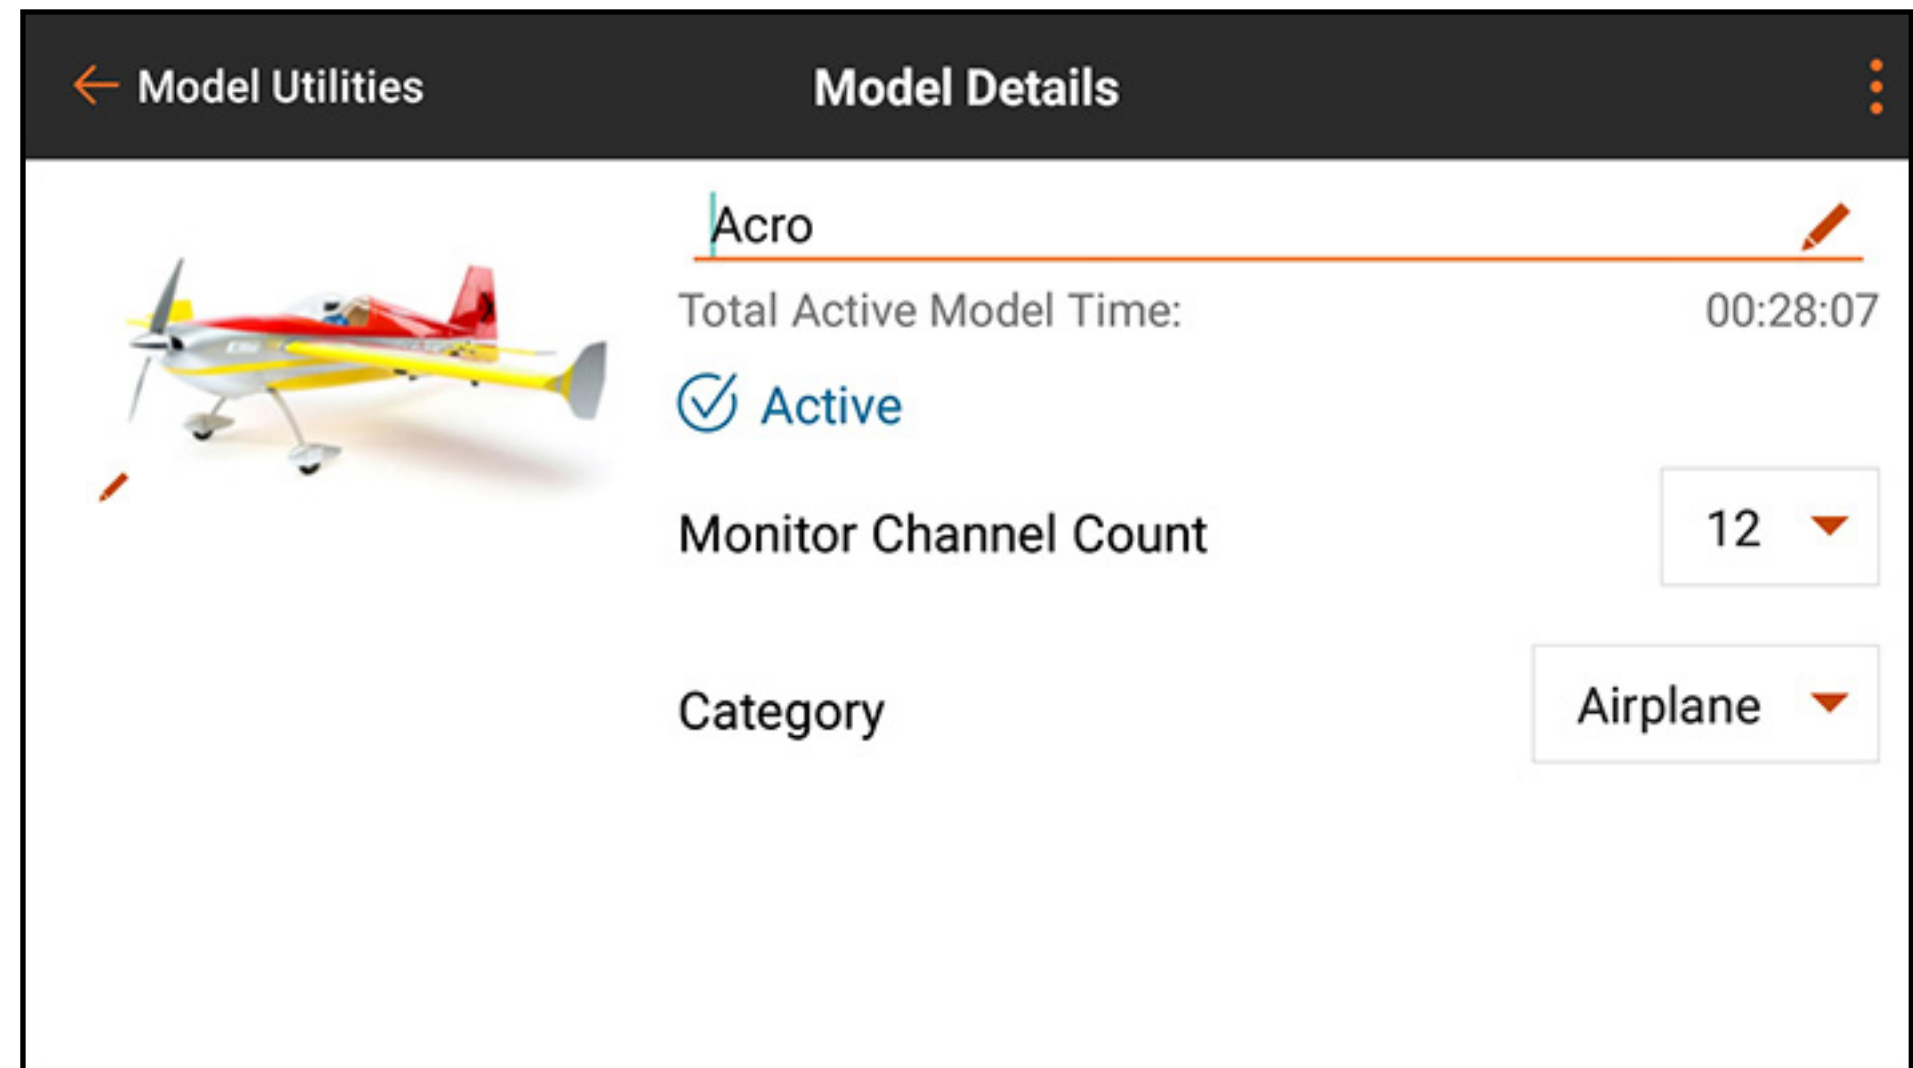 Model Utilities
Model Details
Acro
Total Active Model Time: 00:28:07
Active
Monitor Channel Count 12
Category Airplane